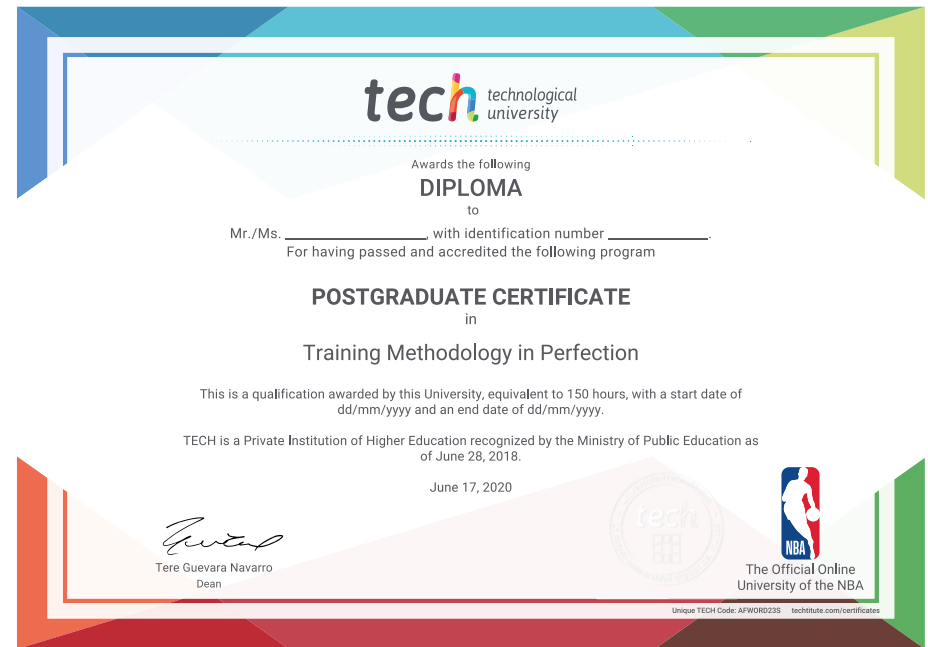 tech technological
university
Awards the following
DIPLOMA
to
Mr./Ms. ____________________, with identification number ______________.
For having passed and accredited the following program
POSTGRADUATE CERTIFICATE
in
Training Methodology in Perfection
This is a qualification awarded by this University, equivalent to 150 hours, with a start date of
dd/mm/yyyy and an end date of dd/mm/yyyy.
TECH is a Private Institution of Higher Education recognized by the Ministry of Public Education as
of June 28, 2018.
June 17, 2020
tech
NBA
Tere Guevara Navarro
Dean
The Official Online
University of the NBA
Unique TECH Code: AFWORD23S techtitute.com/certificates